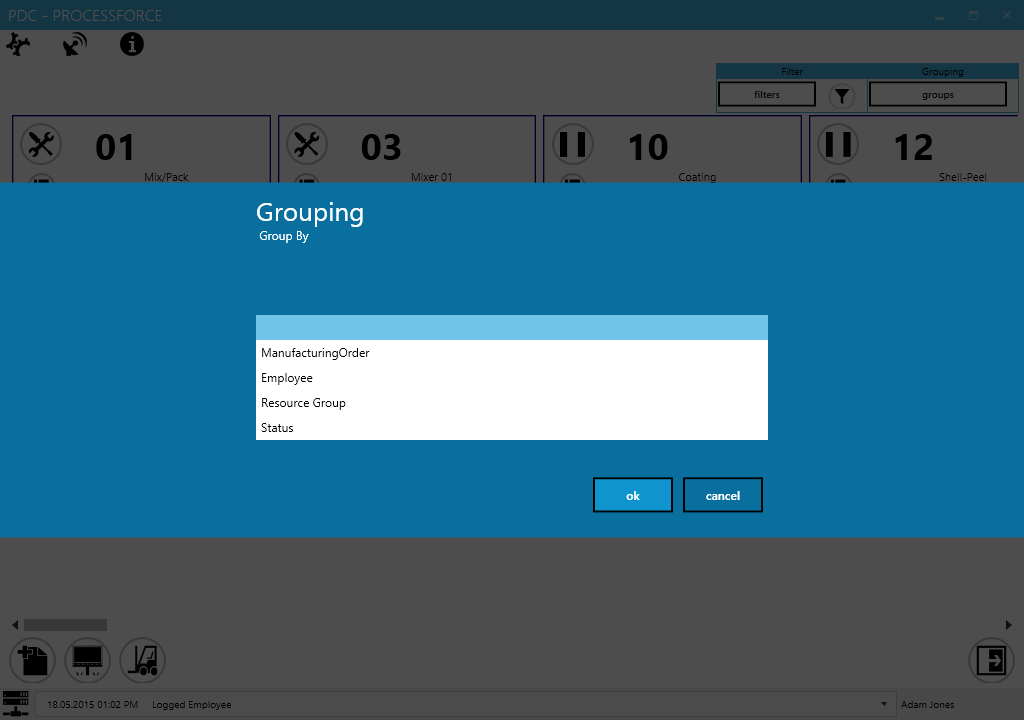 PDC - PROCESSFORCE
Filter
Grouping
filters
groups
01
03
10
12
Mix/Pack
Mixer 01
Coating
Shell-Peel
Grouping
Group By
ManufacturingOrder
Employee
Resource Group
Status
ok
cancel
18.05.2015 01:02 PM Logged Employee
Adam Jones